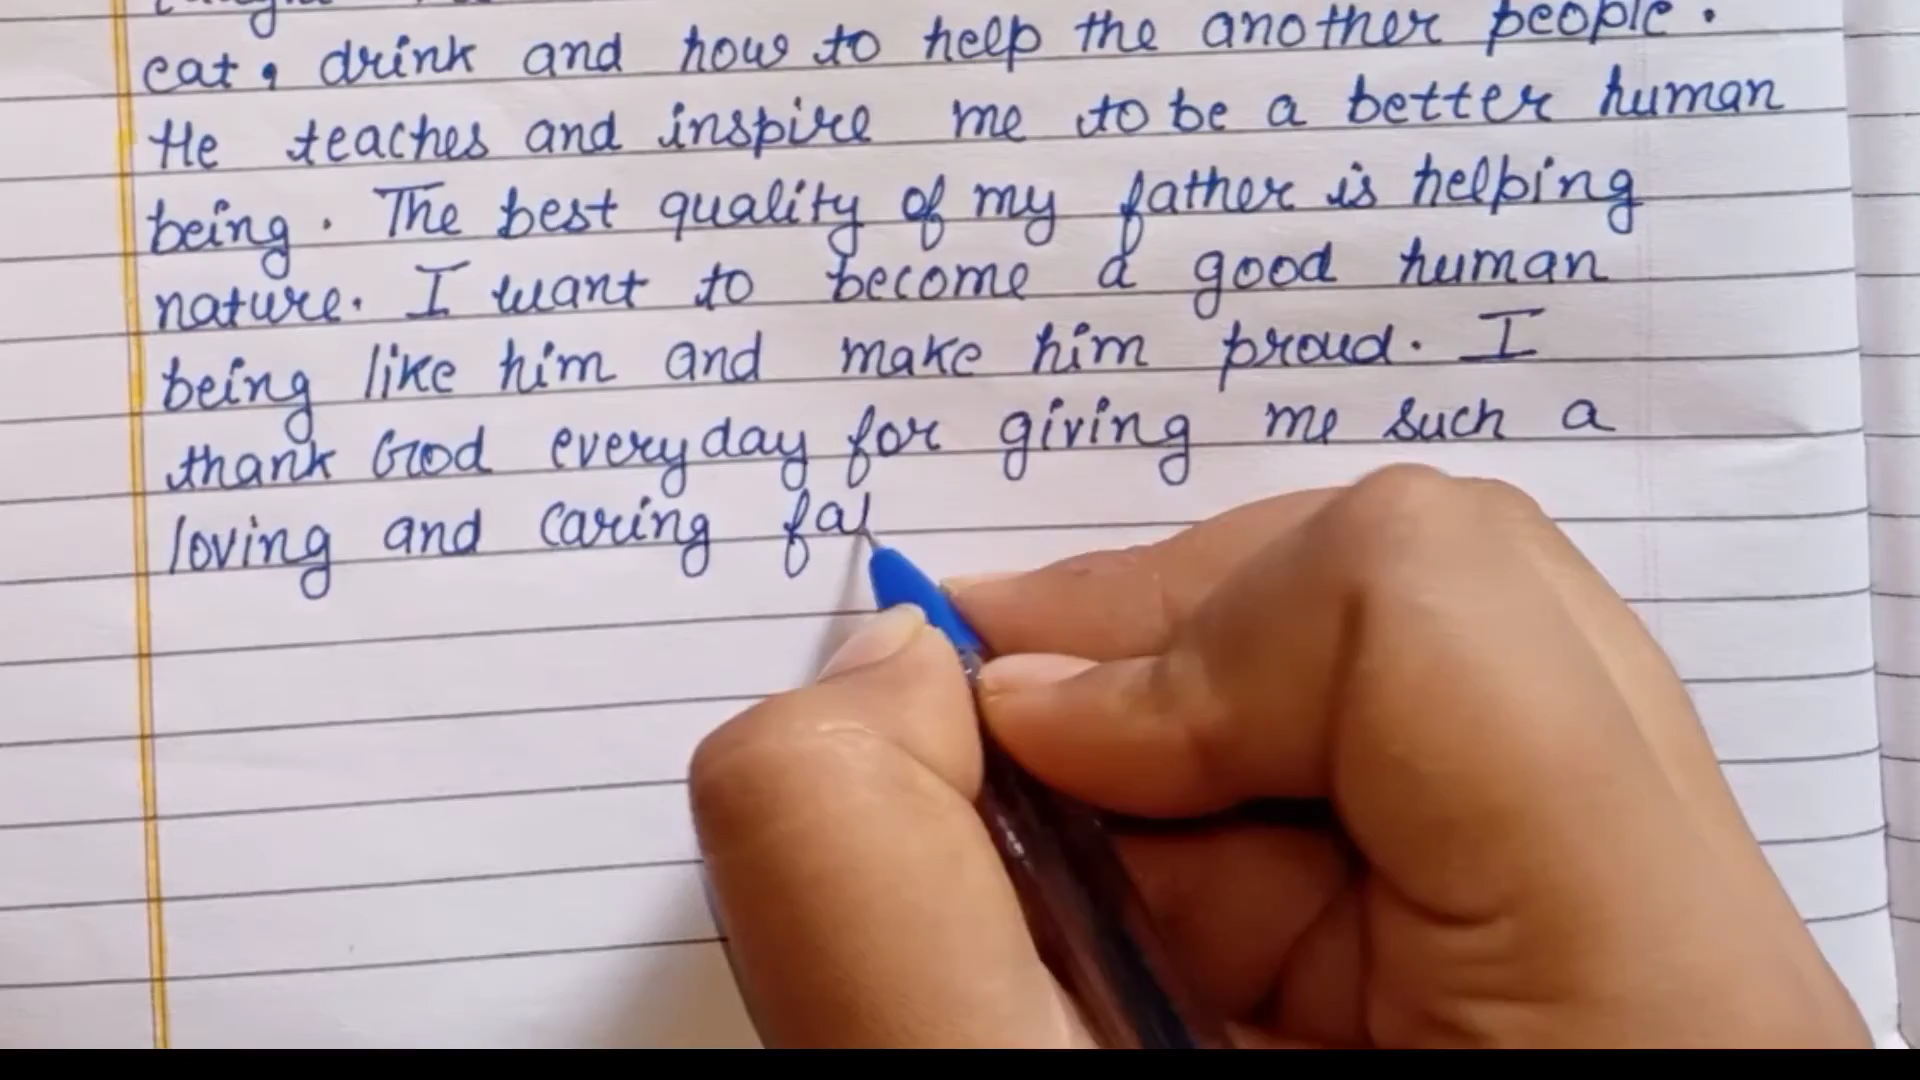 eat, drink and how to help the another people.
He teaches and inspire me to be a better human
being. The best quality of my father is helping
nature. I want to become a good human
being like him and make him proud. I
thank God everyday for giving me such a
loving and caring fat